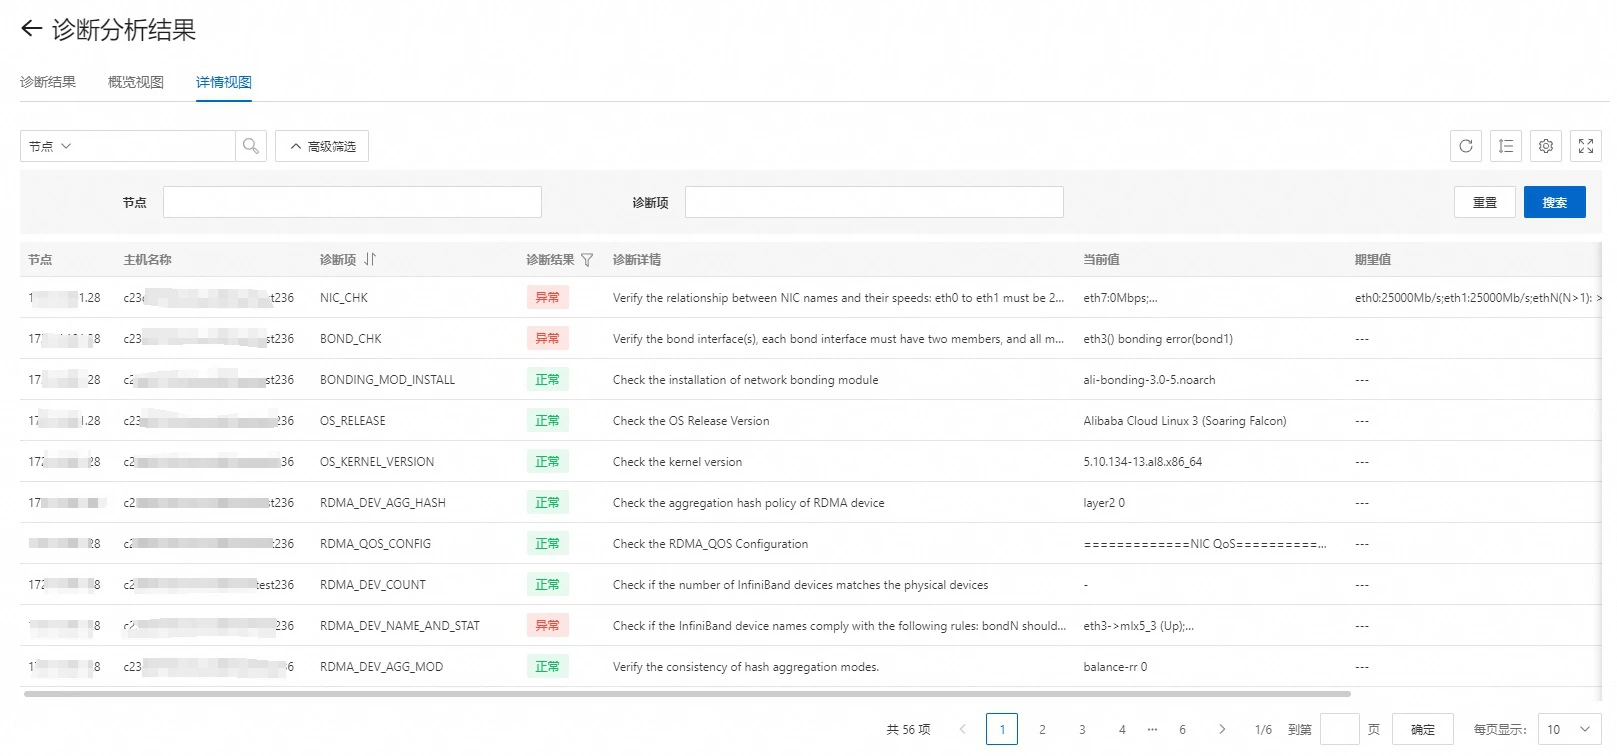 诊断分析结果
诊断结果 概览视图 详情视图
节点 高级筛选
节点 诊断项 重置 搜索
节点 主机名称 诊断项 诊断结果 诊断详情 当前值 期望值
1.28 t236 NIC_CHK 异常 Verify the relationship between NIC names and their speeds: eth0 to eth1 must be 2... eth7:0Mbps;... eth0:25000Mb/s;eth1:25000Mb/s;ethN(N>1): >
BOND_CHK 异常 Verify the bond interface(s), each bond interface must have two members, and all m... eth3() bonding error(bond1) ---
BONDING_MOD_INSTALL 正常 Check the installation of network bonding module ali-bonding-3.0-5.noarch ---
OS_RELEASE 正常 Check the OS Release Version Alibaba Cloud Linux 3 (Soaring Falcon) ---
OS_KERNEL_VERSION 正常 Check the kernel version 5.10.134-13.al8.x86_64 ---
RDMA_DEV_AGG_HASH 正常 Check the aggregation hash policy of RDMA device layer2 0 ---
RDMA_QOS_CONFIG 正常 Check the RDMA_QOS Configuration =============NIC QoS==========... ---
RDMA_DEV_COUNT 正常 Check if the number of InfiniBand devices matches the physical devices - ---
RDMA_DEV_NAME_AND_STAT 异常 Check if the InfiniBand device names comply with the following rules: bondN should... eth3->mlx5_3 (Up);... ---
RDMA_DEV_AGG_MOD 正常 Verify the consistency of hash aggregation modes. balance-rr 0 ---
共 56 项 1 2 3 4 ... 6 1/6 到第 页 确定 每页显示: 10